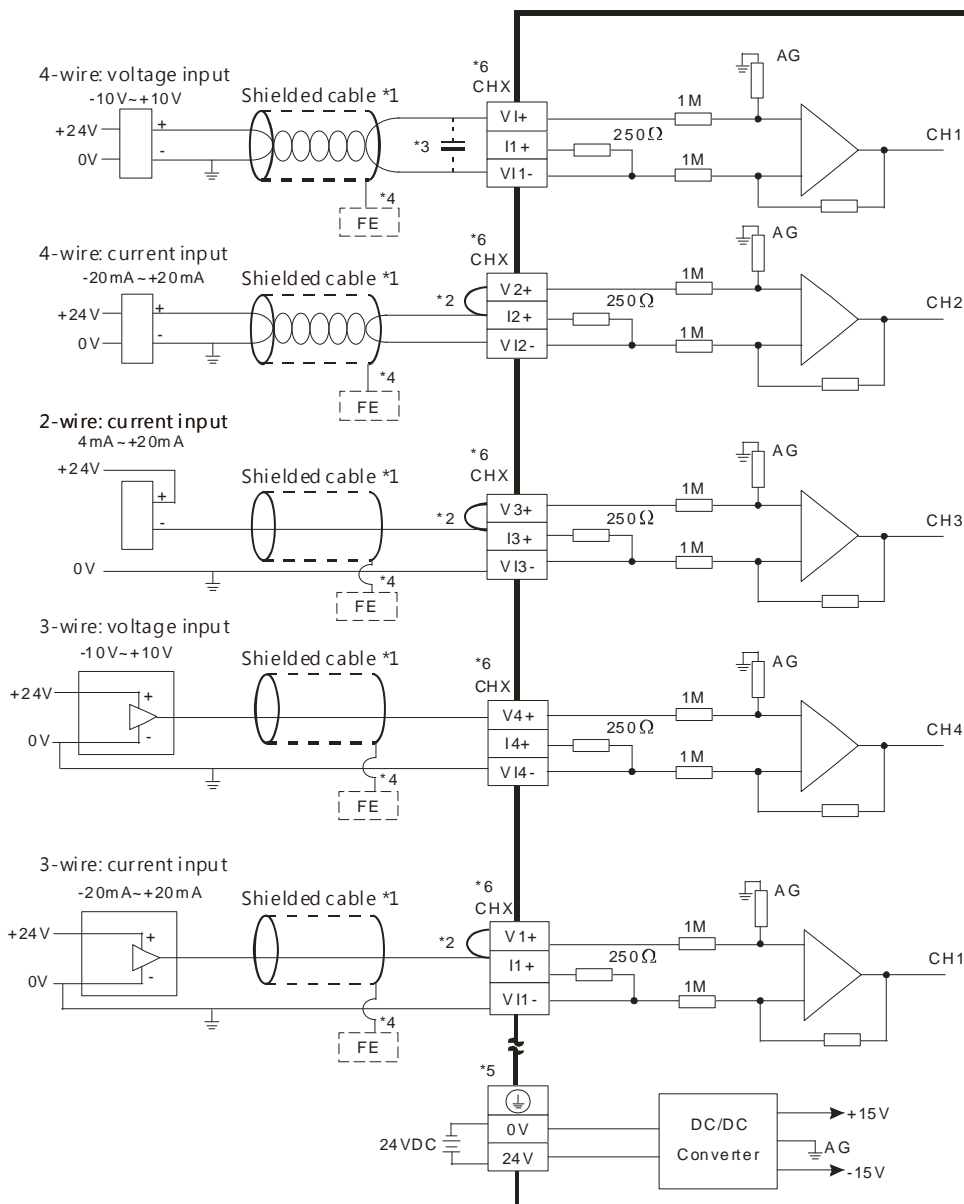 4-wire: voltage input
-10V~+10V
+24V
0V
+
-
Shielded cable *1
*3
*4
FE
*6
CHX
VI+
I1+
VI1-
250Ω
1M
1M
AG
CH1
4-wire: current input
-20mA~+20mA
+24V
0V
+
-
Shielded cable *1
*2
*4
FE
*6
CHX
V2+
I2+
VI2-
250Ω
1M
1M
AG
CH2
2-wire: current input
4mA~+20mA
+24V
+
-
0V
Shielded cable *1
*2
*4
FE
*6
CHX
V3+
I3+
VI3-
250Ω
1M
1M
AG
CH3
3-wire: voltage input
-10V~+10V
+24V
0V
+
-
Shielded cable *1
*4
FE
*6
CHX
V4+
I4+
VI4-
250Ω
1M
1M
AG
CH4
3-wire: current input
-20mA~+20mA
+24V
0V
+
-
Shielded cable *1
*2
*4
FE
*6
CHX
V1+
I1+
VI1-
250Ω
1M
1M
AG
CH1
*5
24VDC
0V
24V
DC/DC
Converter
+15V
AG
-15V